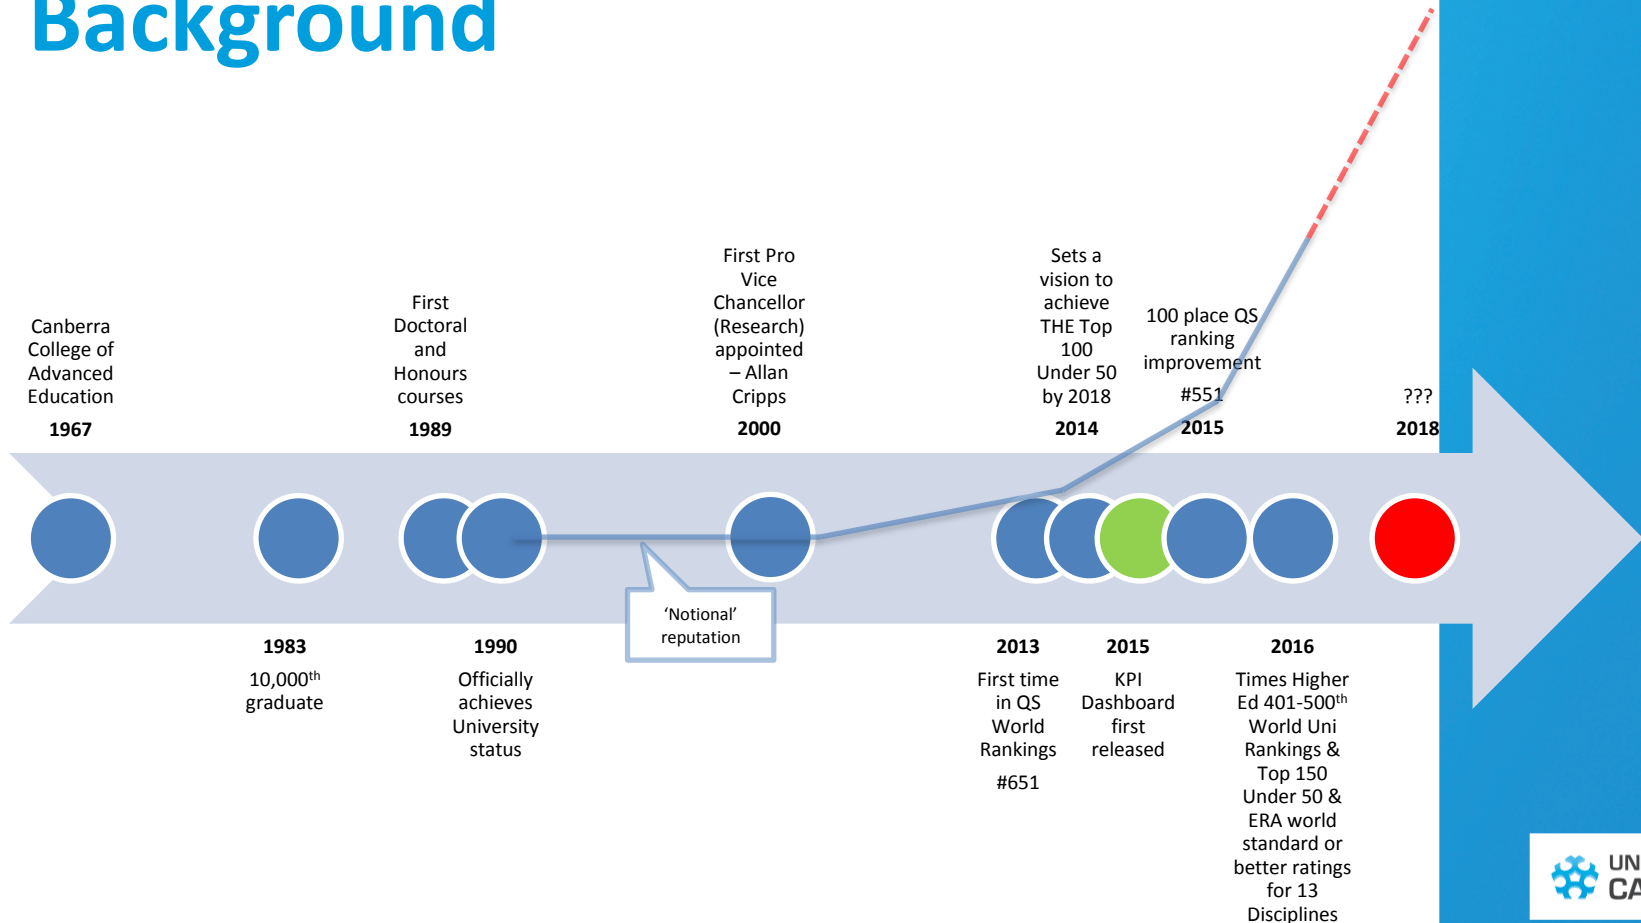 Background
Canberra
College of
Advanced
Education
1967
First
Doctoral
and
Honours
courses
1989
First Pro
Vice
Chancellor
(Research)
appointed
– Allan
Cripps
2000
Sets a
vision to
achieve
THE Top
100
Under 50
by 2018
2014
100 place QS
ranking
improvement
#551
2015
???
2018
‘Notional’
reputation
1983
10,000th
graduate
1990
Officially
achieves
University
status
2013
First time
in QS
World
Rankings
#651
2015
KPI
Dashboard
first
released
2016
Times Higher
Ed 401-500th
World Uni
Rankings &
Top 150
Under 50 &
ERA world
standard or
better ratings
for 13
Disciplines
UN
CA